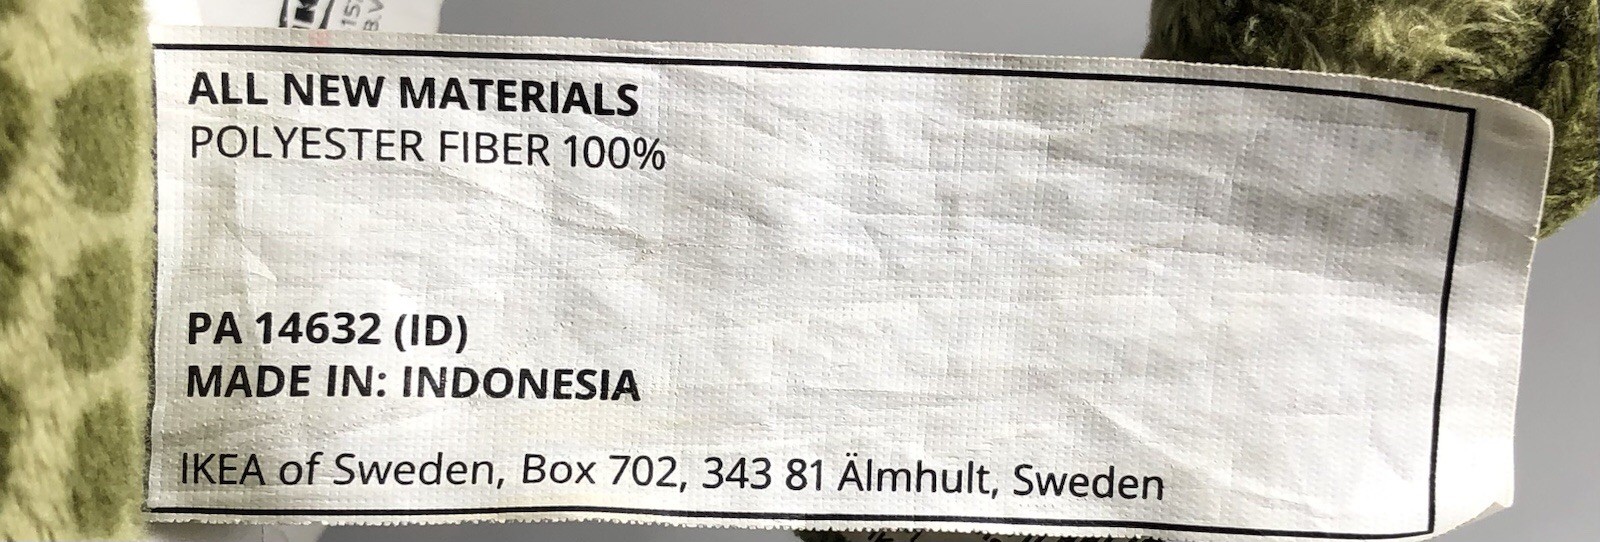 ALL NEW MATERIALS
POLYESTER FIBER 100%
PA 14632 (ID)
MADE IN: INDONESIA
IKEA of Sweden, Box 702, 343 81 Älmhult, Sweden